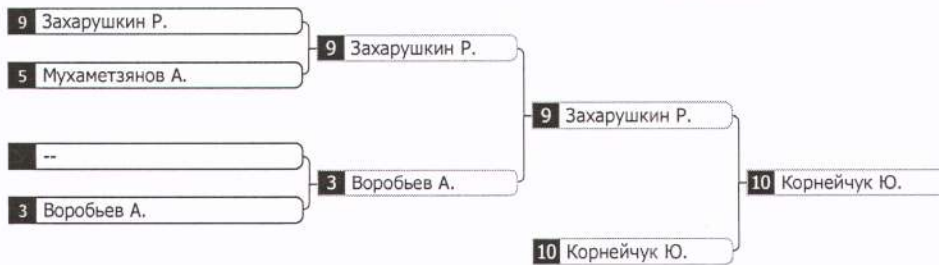 9 Захарушкин Р.
5 Мухаметзянов А.
9 Захарушкин Р.
--
3 Воробьев А.
3 Воробьев А.
9 Захарушкин Р.
10 Корнейчук Ю.
10 Корнейчук Ю.